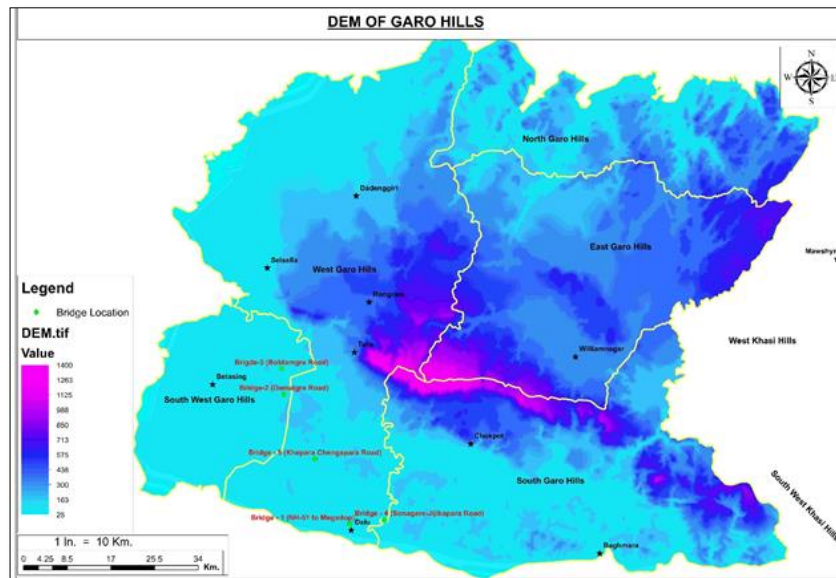 DEM OF GARO HILLS
N
W
S
North Garo Hills
Dadenggiri
East Garo Hills
Selsella
West Garo Hills
Rongram
West Khasi Hills
Tura
Williamnagar
Betasing
South West Garo Hills
Chokpot
South Garo Hills
South West Khasi Hills
Dalu
Baghmara
Legend
Bridge Location
DEM.tif
Value
1400
1263
1125
988
850
713
575
438
300
163
25
1 In. = 10 Km.
0 4.25 8.5 17 25.5 34
Km.